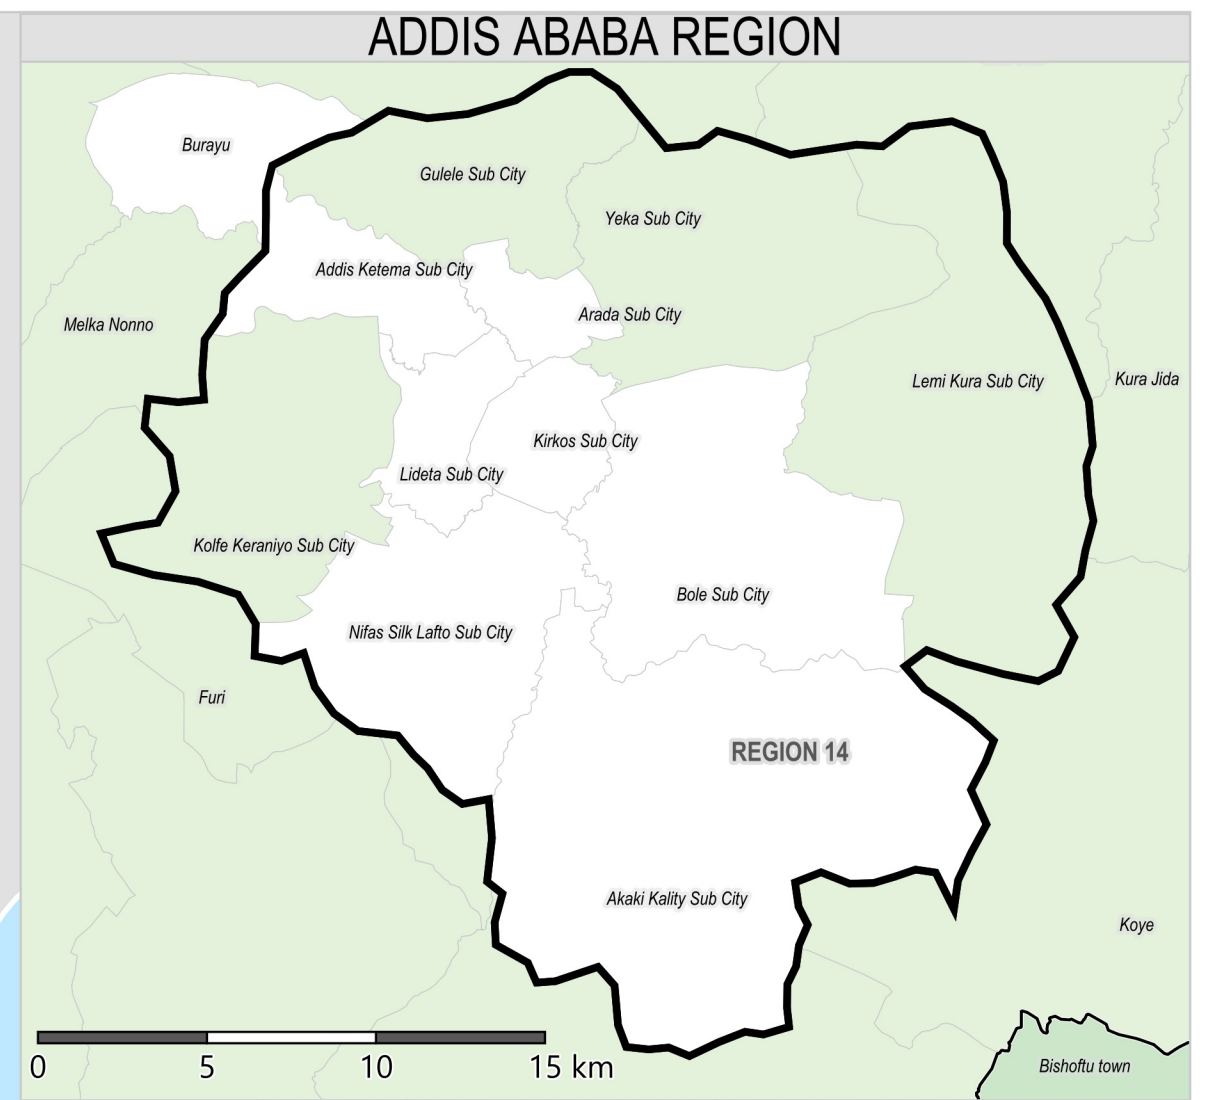 ADDIS ABABA REGION
Burayu
Gulele Sub City
Yeka Sub City
Addis Ketema Sub City
Arada Sub City
Melka Nonno
Lemi Kura Sub City
Kura Jida
Kirkos Sub City
Lideta Sub City
Kolfe Keraniyo Sub City
Bole Sub City
Nifas Silk Lafto Sub City
Furi
REGION 14
Akaki Kality Sub City
Koye
Bishoftu town
0 5 10 15 km